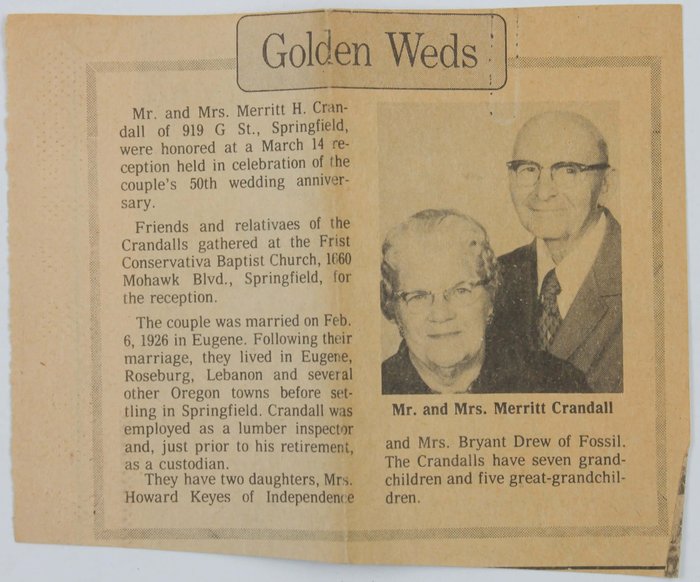 Golden Weds
Mr. and Mrs. Merritt H. Cran-
dall of 919 G St., Springfield,
were honored at a March 14 re-
ception held in celebration of the
couple's 50th wedding anniver-
sary.
Friends and relativaes of the
Crandalls gathered at the Frist
Conservativa Baptist Church, 1660
Mohawk Blvd., Springfield, for
the reception.
The couple was married on Feb.
6, 1926 in Eugene. Following their
marriage, they lived in Eugene,
Roseburg, Lebanon and several
other Oregon towns before set-
tling in Springfield. Crandall was
employed as a lumber inspector
and, just prior to his retirement,
as a custodian.
They have two daughters, Mrs.
Howard Keyes of Independence
Mr. and Mrs. Merritt Crandall
and Mrs. Bryant Drew of Fossil.
The Crandalls have seven grand-
children and five great-grandchil-
dren.